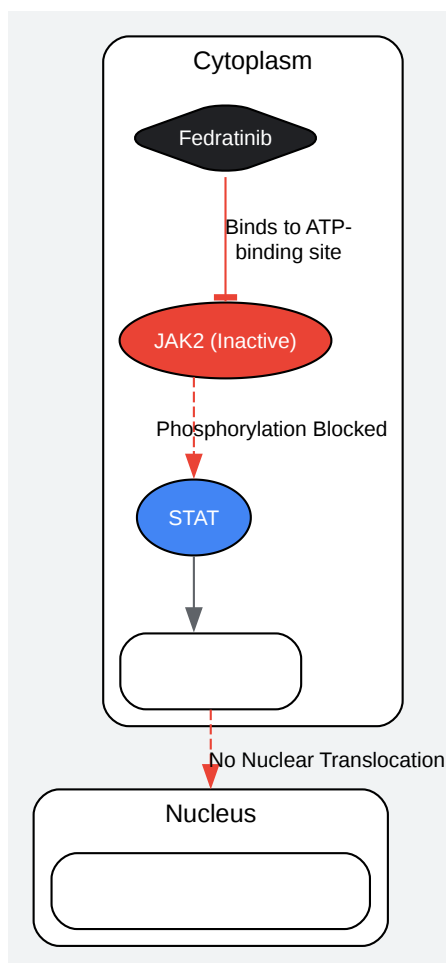 Cytoplasm
Fedratinib
Binds to ATP-
binding site
JAK2 (Inactive)
Phosphorylation Blocked
STAT
No Nuclear Translocation
Nucleus